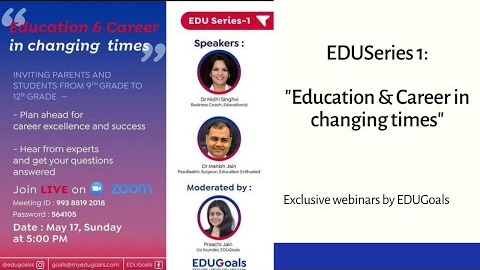 Education & Career
in changing times
INVITING PARENTS AND
STUDENTS FROM 9TH GRADE TO
12TH GRADE —
- Plan ahead for
career excellence and success
- Hear from experts
and get your questions
answered
Join LIVE on zoom
Meeting ID : 993 8819 2018
Password : 564105
Date : May 17, Sunday
at 5:00 PM
@edugoalss | goals@myedugoals.com | EDUGoals
EDU Series-1
Speakers :
Dr Nidhi Singhvi
Business Coach, Educationist
Dr Manish Jain
Paediatric Surgeon, Education Enthusiast
Moderated by :
Praachi Jain
Co founder, EDUGoals
EDUGoals
EDUSeries 1:
"Education & Career in
changing times"
Exclusive webinars by EDUGoals